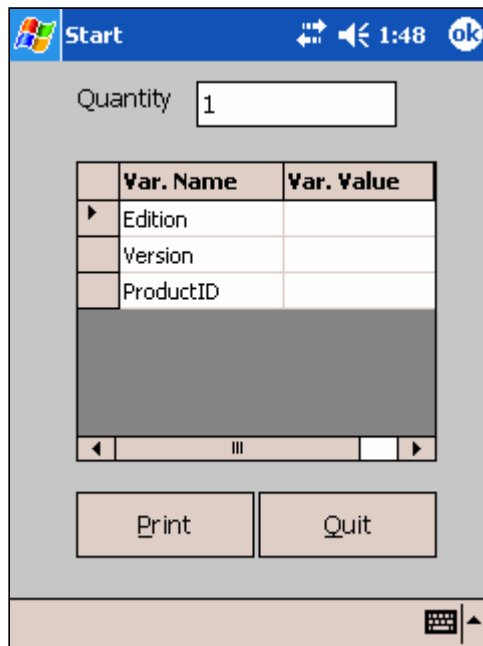 Start 1:48 ok
Quantity 1
Var. Name Var. Value
Edition
Version
ProductID
Print Quit